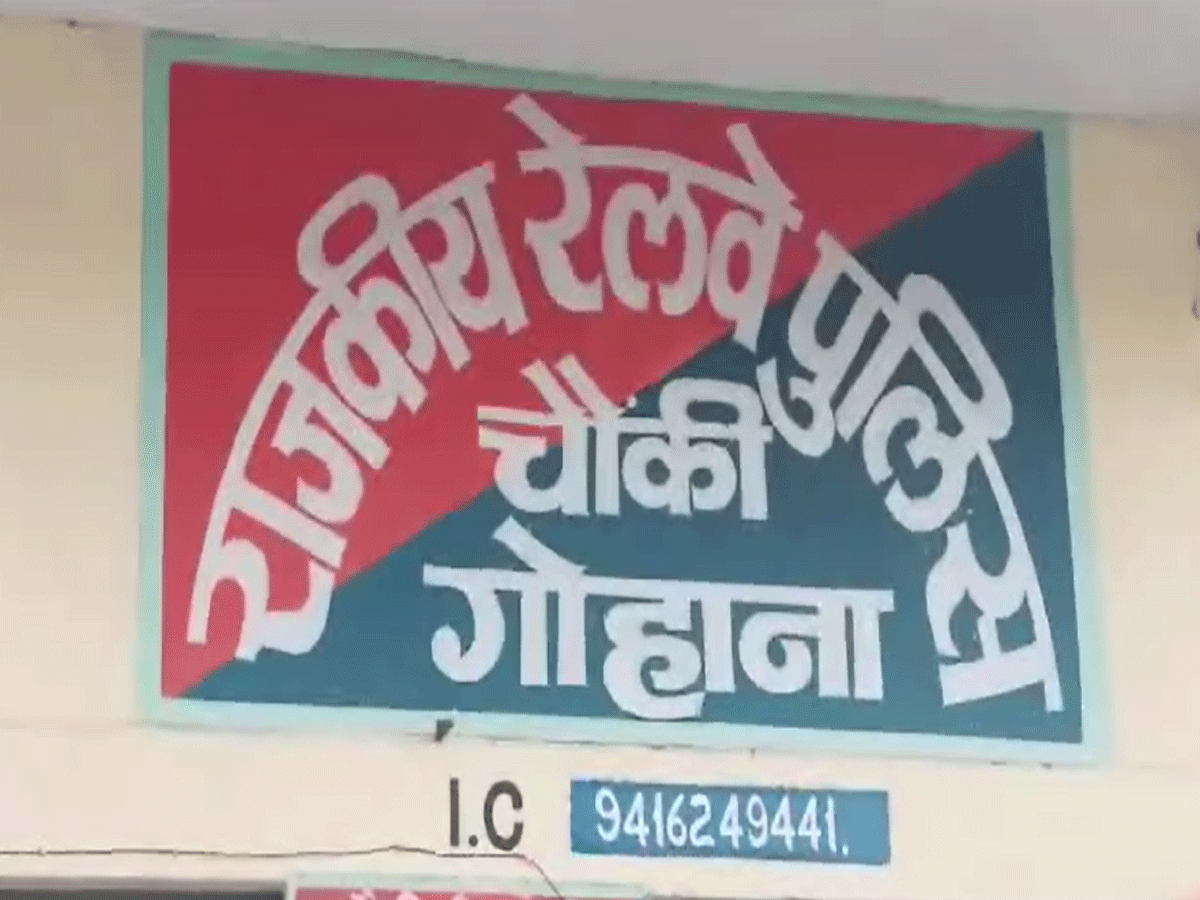 राजकीय रेलवे पुलिस
चौंकी
गोहाना
I.C 9416249441.